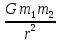 G m₁m₂
r²